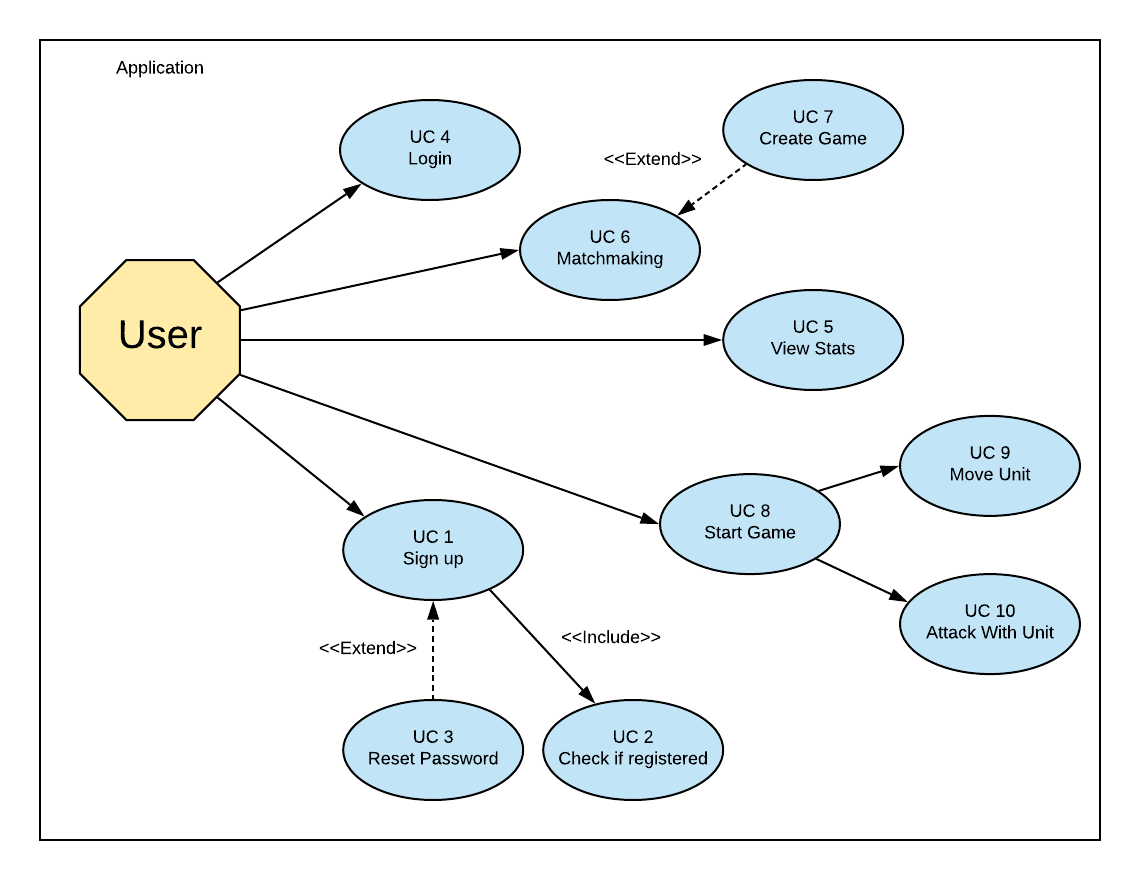 Application
UC 4
Login
UC 7
Create Game
<<Extend>>
UC 6
Matchmaking
User
UC 5
View Stats
UC 9
Move Unit
UC 8
Start Game
UC 1
Sign up
UC 10
Attack With Unit
<<Extend>>
<<Include>>
UC 3
Reset Password
UC 2
Check if registered